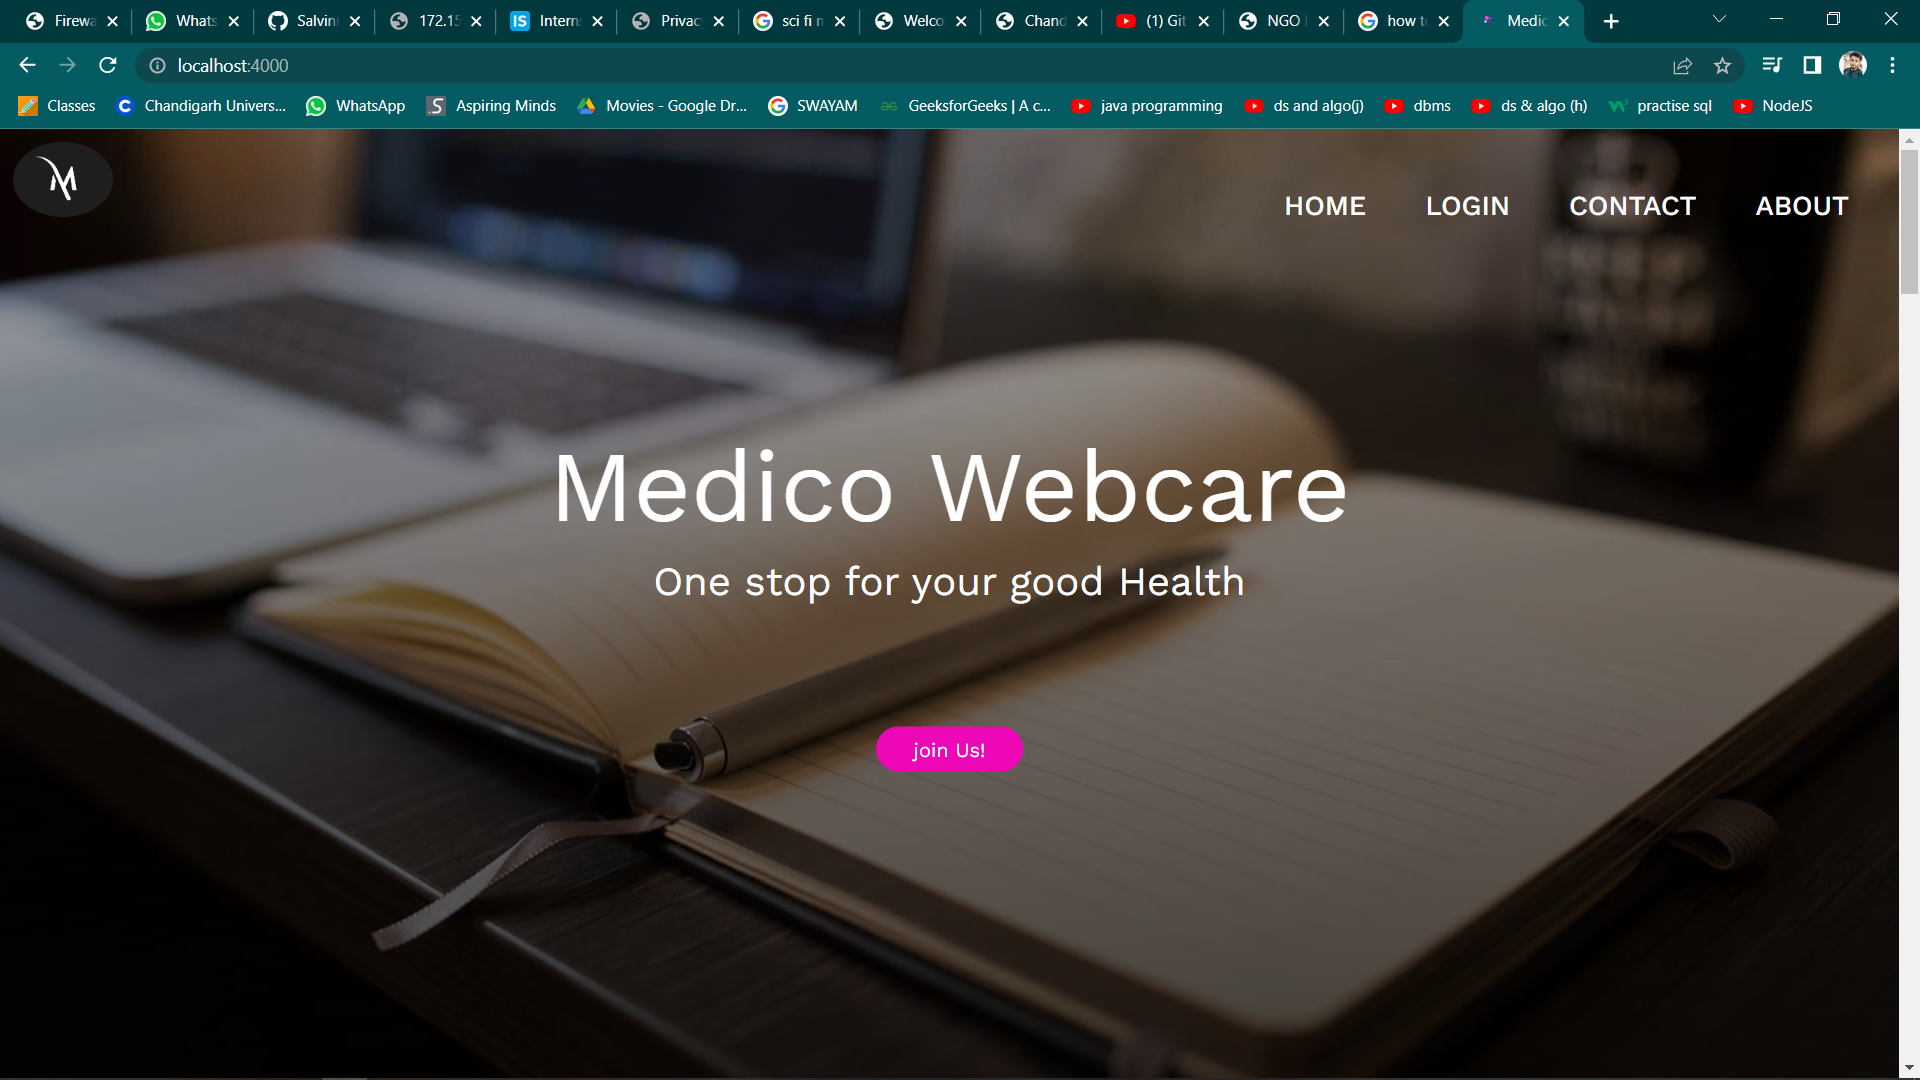 Firewa
Whats
Salvin
172.15
Intern
Privac
sci fi m
Welco
Chand
(1) Git
NGO
how to
Medic
localhost:4000
Classes
Chandigarh Univers...
WhatsApp
Aspiring Minds
Movies - Google Dr...
SWAYAM
GeeksforGeeks | A c...
java programming
ds and algo(j)
dbms
ds & algo (h)
practise sql
NodeJS
M
HOME
LOGIN
CONTACT
ABOUT
Medico Webcare
One stop for your good Health
join Us!